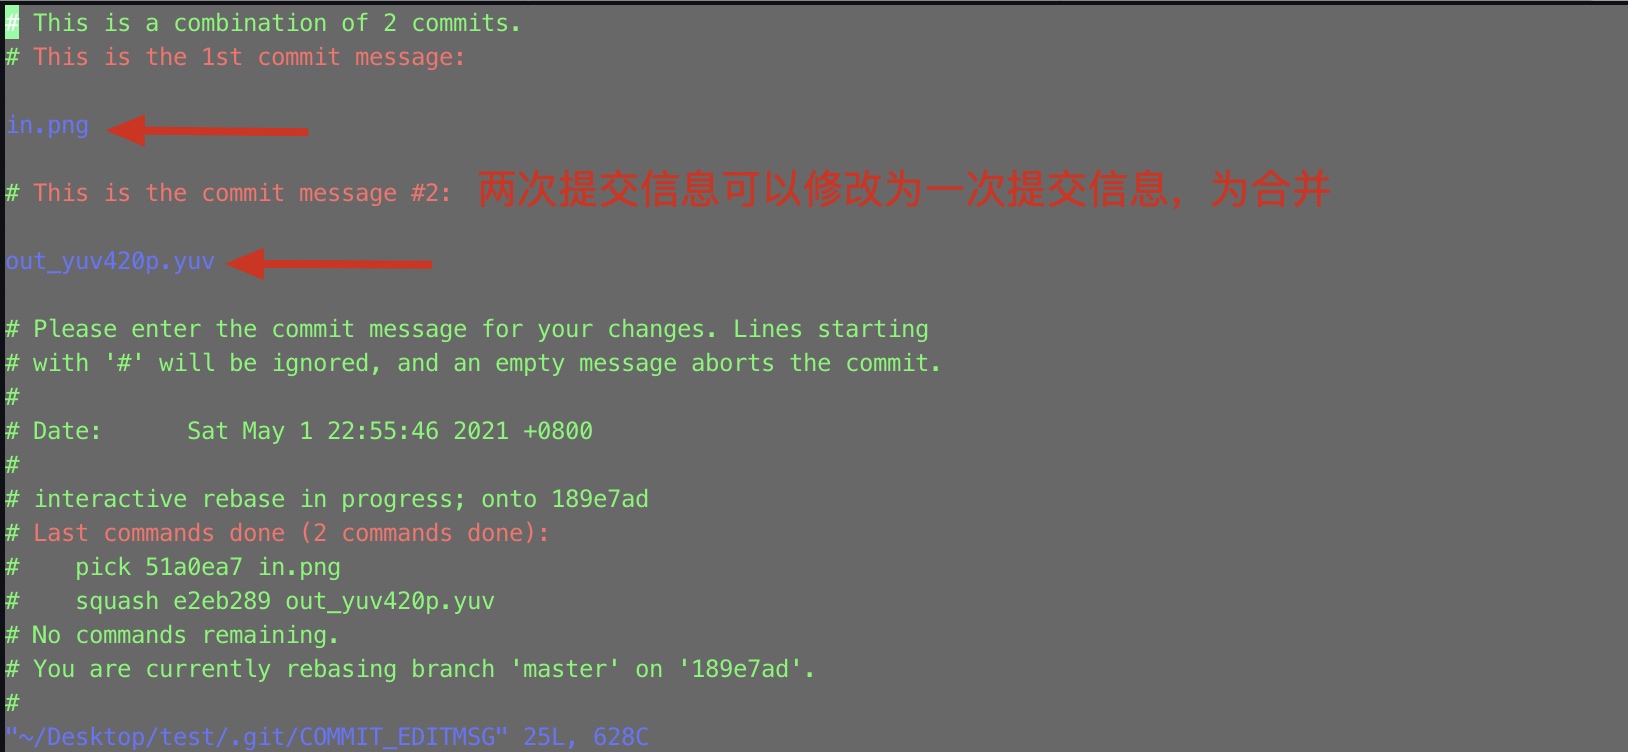 # This is a combination of 2 commits.
# This is the 1st commit message:
in.png
# This is the commit message #2: 两次提交信息可以修改为一次提交信息，为合并
out_yuv420p.yuv
# Please enter the commit message for your changes. Lines starting
# with '#' will be ignored, and an empty message aborts the commit.
#
# Date:      Sat May 1 22:55:46 2021 +0800
#
# interactive rebase in progress; onto 189e7ad
# Last commands done (2 commands done):
#    pick 51a0ea7 in.png
#    squash e2eb289 out_yuv420p.yuv
# No commands remaining.
# You are currently rebasing branch 'master' on '189e7ad'.
#
"~/Desktop/test/.git/COMMIT_EDITMSG" 25L, 628C